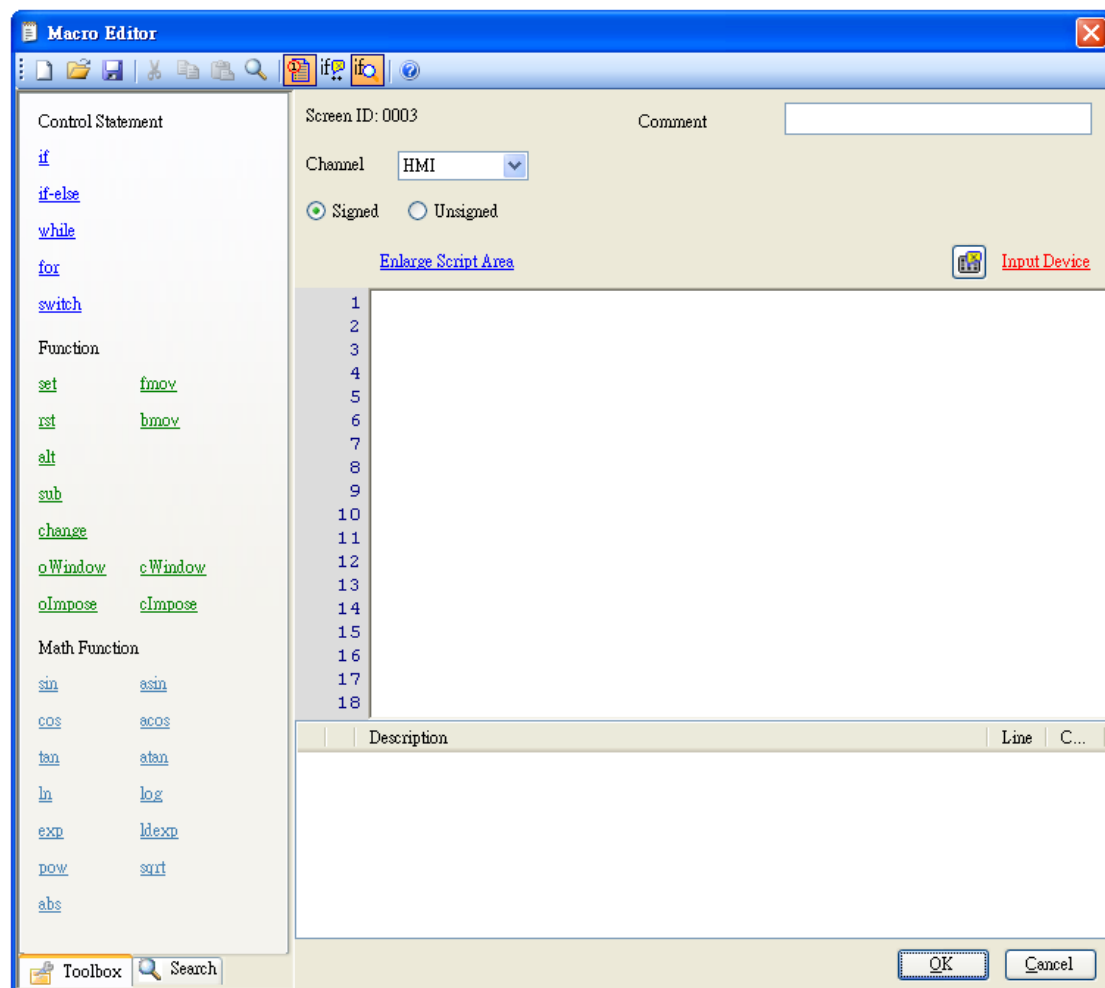 Macro Editor
if if
Control Statement
if
if-else
while
for
switch
Function
set fmov
rst bmov
alt
sub
change
oWindow cWindow
oImpose cImpose
Math Function
sin asin
cos acos
tan atan
ln log
exp ldexp
pow sqrt
abs
Toolbox Search
Screen ID: 0003 Comment
Channel HMI
Signed Unsigned
Enlarge Script Area Input Device
1
2
3
4
5
6
7
8
9
10
11
12
13
14
15
16
17
18
Description Line C...
OK Cancel